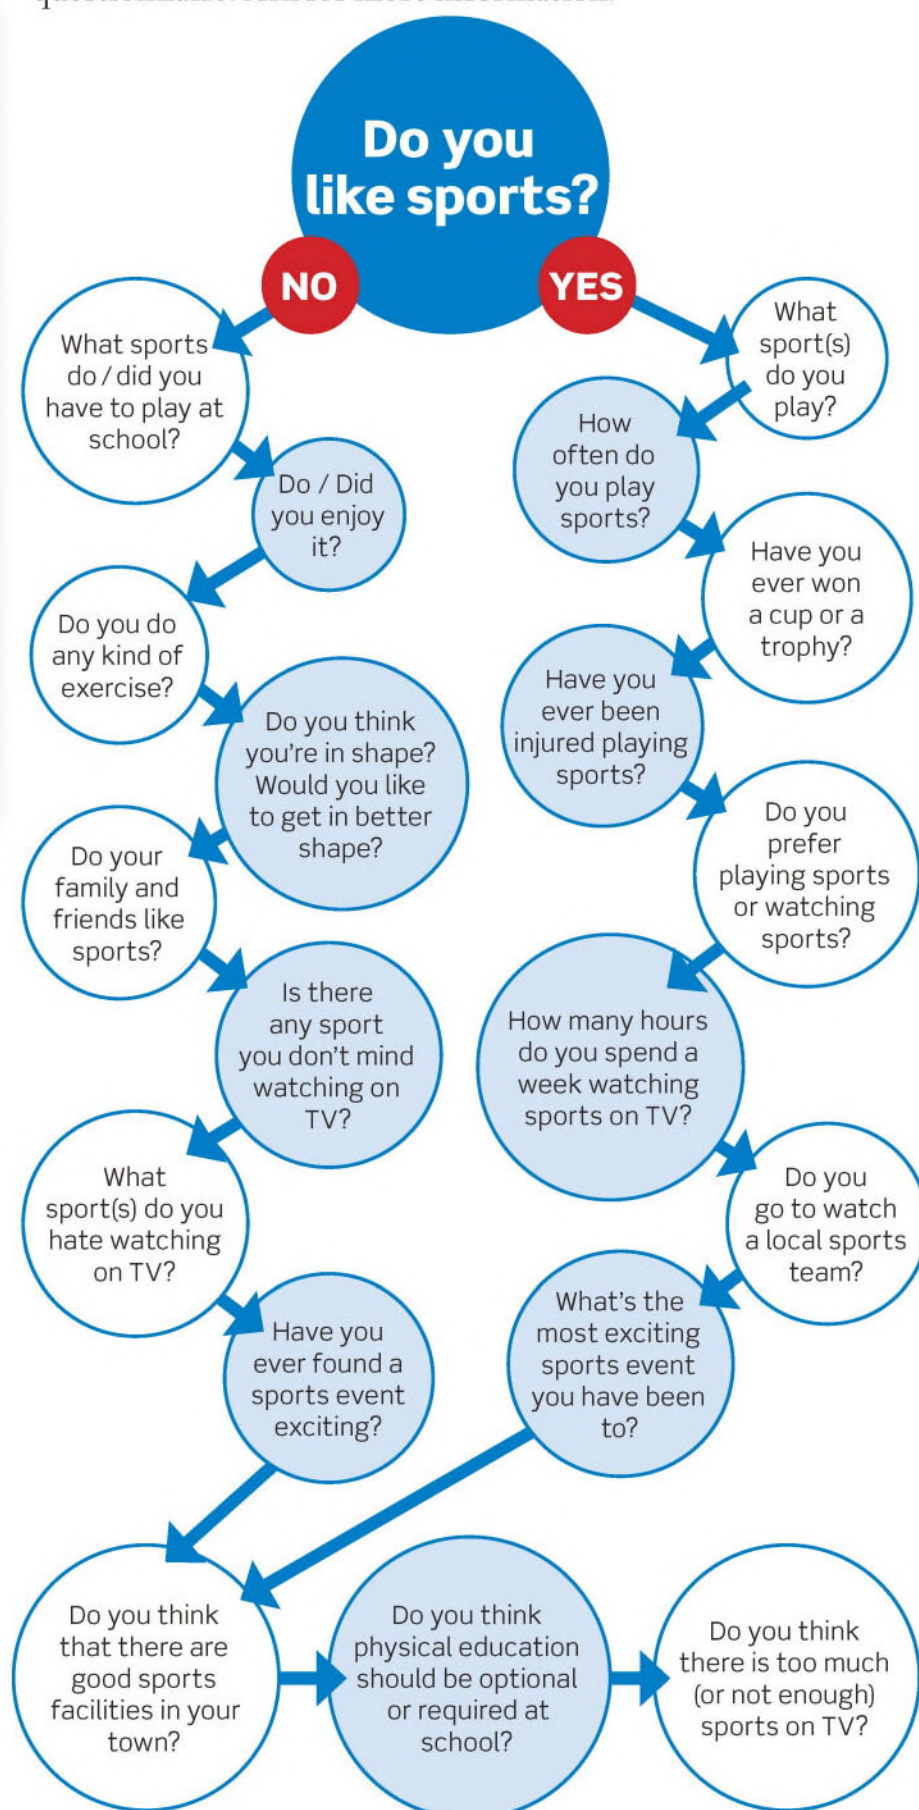 questionnaire. Ask for more information.
Do you
like sports?
NO
YES
What sports
do / did you
have to play at
school?
Do / Did
you enjoy
it?
Do you do
any kind of
exercise?
Do you think
you're in shape?
Would you like
to get in better
shape?
Do your
family and
friends like
sports?
Is there
any sport
you don't mind
watching on
TV?
What
sport(s) do you
hate watching
on TV?
Have you
ever found a
sports event
exciting?
What
sport(s)
do you
play?
How
often do
you play
sports?
Have you
ever won
a cup or a
trophy?
Have you
ever been
injured playing
sports?
Do you
prefer
playing sports
or watching
sports?
How many hours
do you spend a
week watching
sports on TV?
Do you
go to watch
a local sports
team?
What's the
most exciting
sports event
you have been
to?
Do you think
that there are
good sports
facilities in your
town?
Do you think
physical education
should be optional
or required at
school?
Do you think
there is too much
(or not enough)
sports on TV?